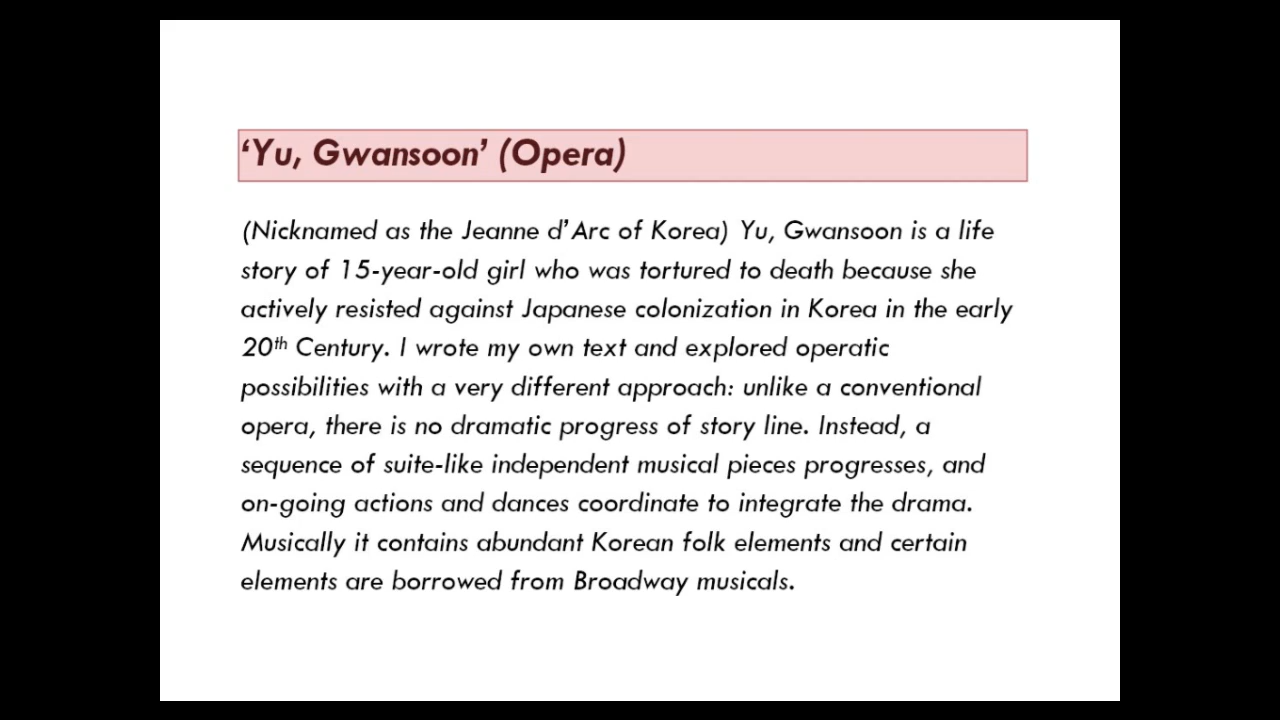 ‘Yu, Gwansoon’ (Opera)
(Nicknamed as the Jeanne d’Arc of Korea) Yu, Gwansoon is a life
story of 15-year-old girl who was tortured to death because she
actively resisted against Japanese colonization in Korea in the early
20th Century. I wrote my own text and explored operatic
possibilities with a very different approach: unlike a conventional
opera, there is no dramatic progress of story line. Instead, a
sequence of suite-like independent musical pieces progresses, and
on-going actions and dances coordinate to integrate the drama.
Musically it contains abundant Korean folk elements and certain
elements are borrowed from Broadway musicals.